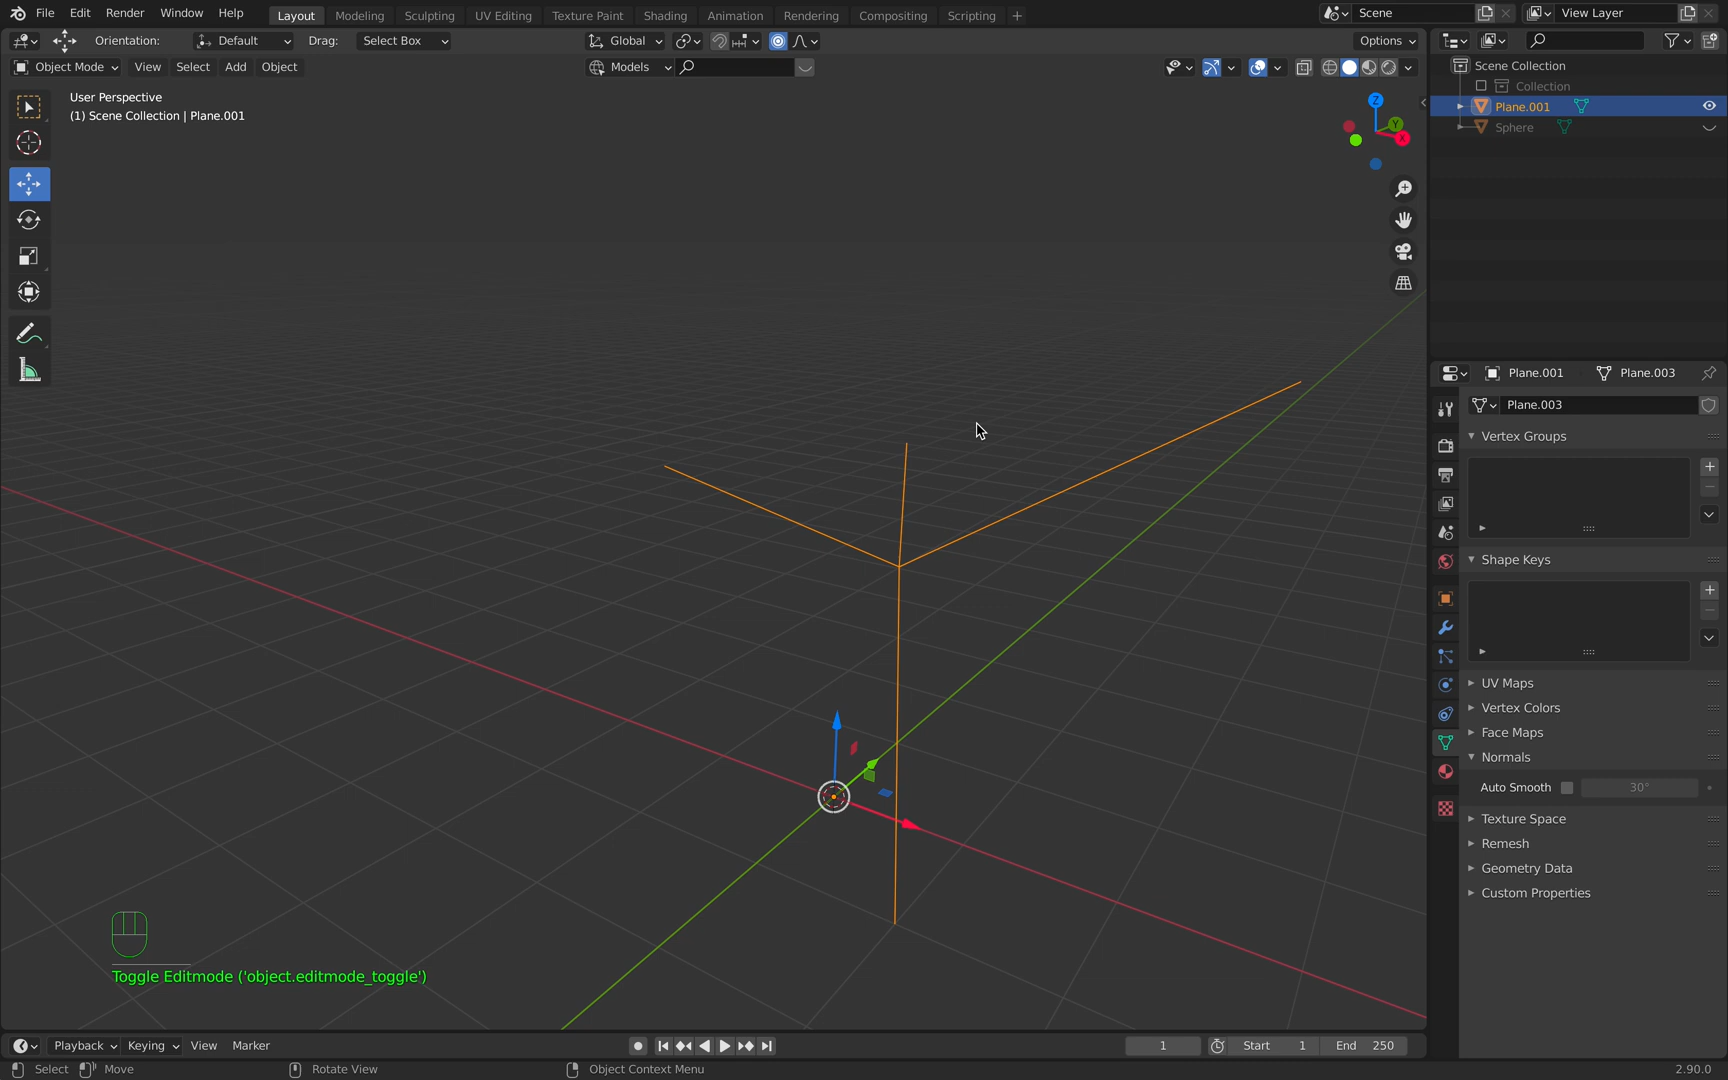 File Edit Render Window Help Layout Modeling Sculpting UV Editing Texture Paint Shading Animation Rendering Compositing Scripting + Scene View Layer
Orientation: Default Drag: Select Box Global Options
Object Mode View Select Add Object Models
User Perspective
(1) Scene Collection | Plane.001
Z
Y
X
Scene Collection
Collection
Plane.001
Sphere
Plane.001 Plane.003
Plane.003
Vertex Groups
Shape Keys
UV Maps
Vertex Colors
Face Maps
Normals
Auto Smooth 30°
Texture Space
Remesh
Geometry Data
Custom Properties
Toggle Editmode ('object.editmode_toggle')
Playback Keying View Marker 1 Start 1 End 250
Select Move Rotate View Object Context Menu 2.90.0